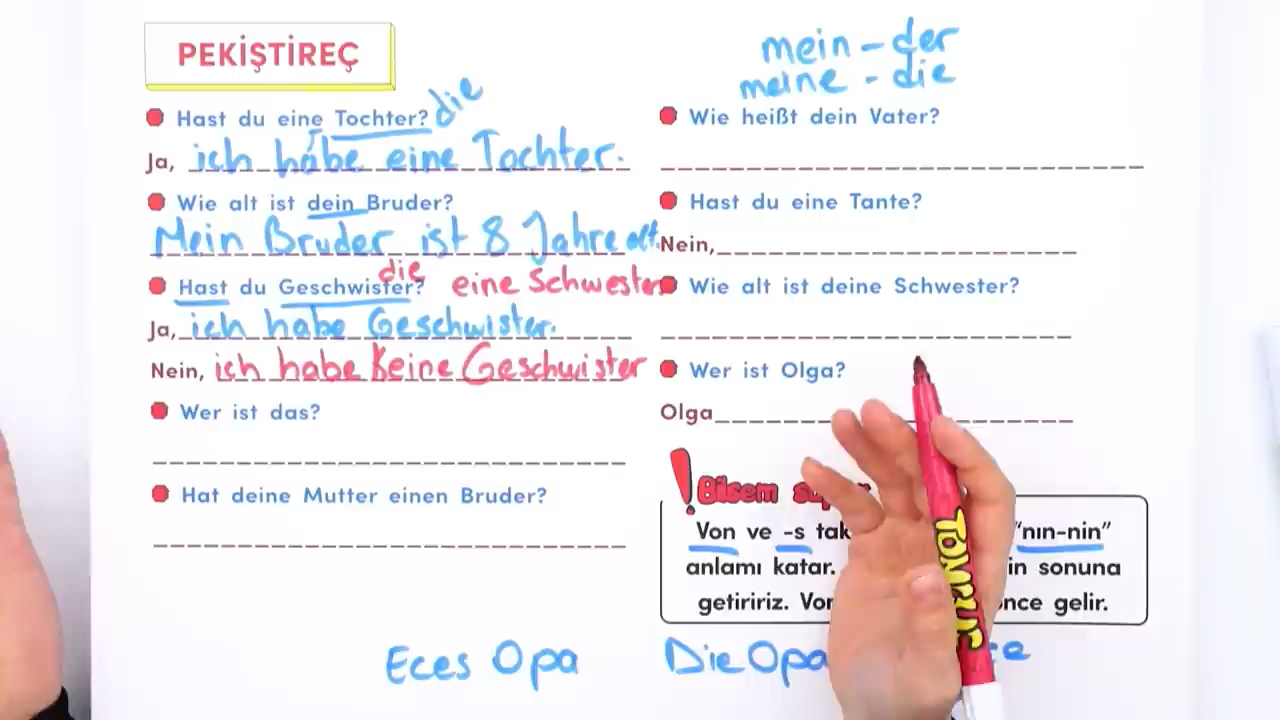 PEKİŞTİREÇ
Hast du eine Tochter? die
Ja, ich habe eine Tochter.
Wie alt ist dein Bruder?
Mein Bruder ist 8 Jahre alt.
die
Hast du Geschwister? eine Schwester
Ja, ich habe Geschwister.
Nein, ich habe Keine Geschwister
Wer ist das?
Hat deine Mutter einen Bruder?
mein - der
meine - die
Wie heißt dein Vater?
Hast du eine Tante?
Nein,
Wie alt ist deine Schwester?
Wer ist Olga?
Olga
Bilsem
Von ve -s "nın-nin"
anlamı katar. sonuna
getiririz. gelir.
Eces Opa
Die Opa
TOMBUŞ